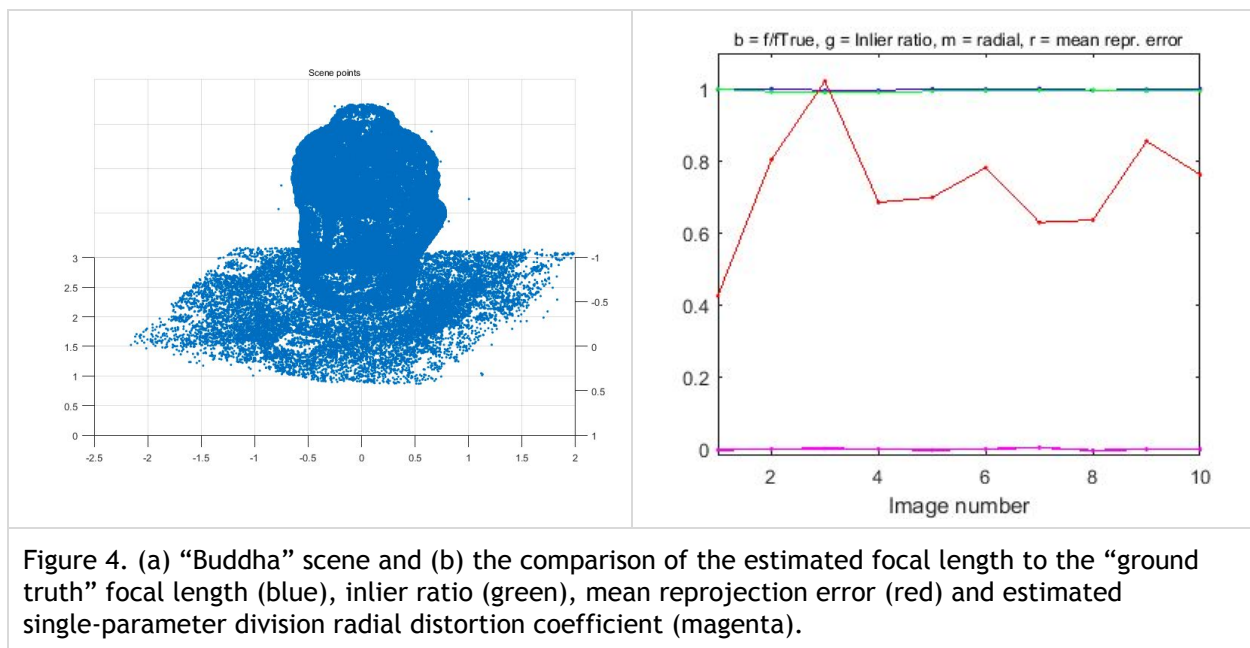 Scene points
3
2.5
2
1.5
1
0.5
0
-1
-0.5
0
0.5
1
-2.5 -2 -1.5 -1 -0.5 0 0.5 1 1.5 2
b = f/fTrue, g = Inlier ratio, m = radial, r = mean repr. error
1
0.8
0.6
0.4
0.2
0
2 4 6 8 10
Image number
Figure 4. (a) “Buddha” scene and (b) the comparison of the estimated focal length to the “ground
truth” focal length (blue), inlier ratio (green), mean reprojection error (red) and estimated
single-parameter division radial distortion coefficient (magenta).